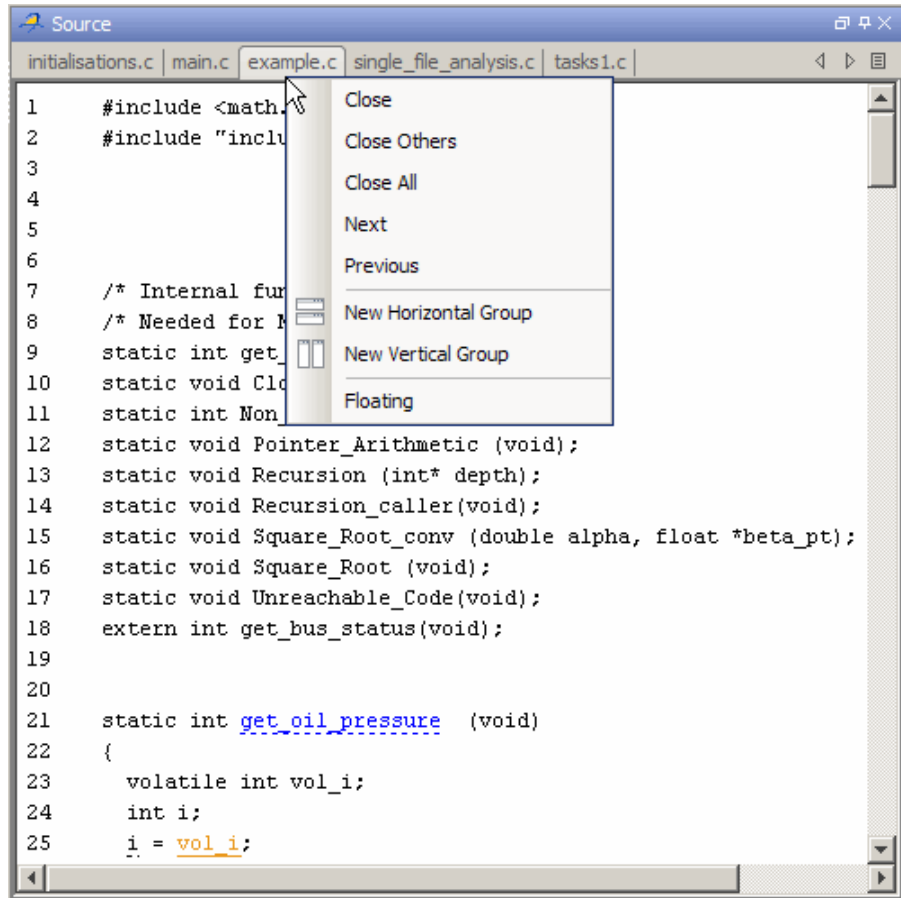 Source
initialisations.c main.c example.c single_file_analysis.c tasks1.c
Close
Close Others
Close All
Next
Previous
New Horizontal Group
New Vertical Group
Floating
1 #include <math.
2 #include "inclu
3
4
5
6
7 /* Internal fun
8 /* Needed for M
9 static int get_
10 static void Clo
11 static int Non_
12 static void Pointer_Arithmetic (void);
13 static void Recursion (int* depth);
14 static void Recursion_caller(void);
15 static void Square_Root_conv (double alpha, float *beta_pt);
16 static void Square_Root (void);
17 static void Unreachable_Code(void);
18 extern int get_bus_status(void);
19
20
21 static int get_oil_pressure (void)
22 {
23 volatile int vol_i;
24 int i;
25 i = vol_i;